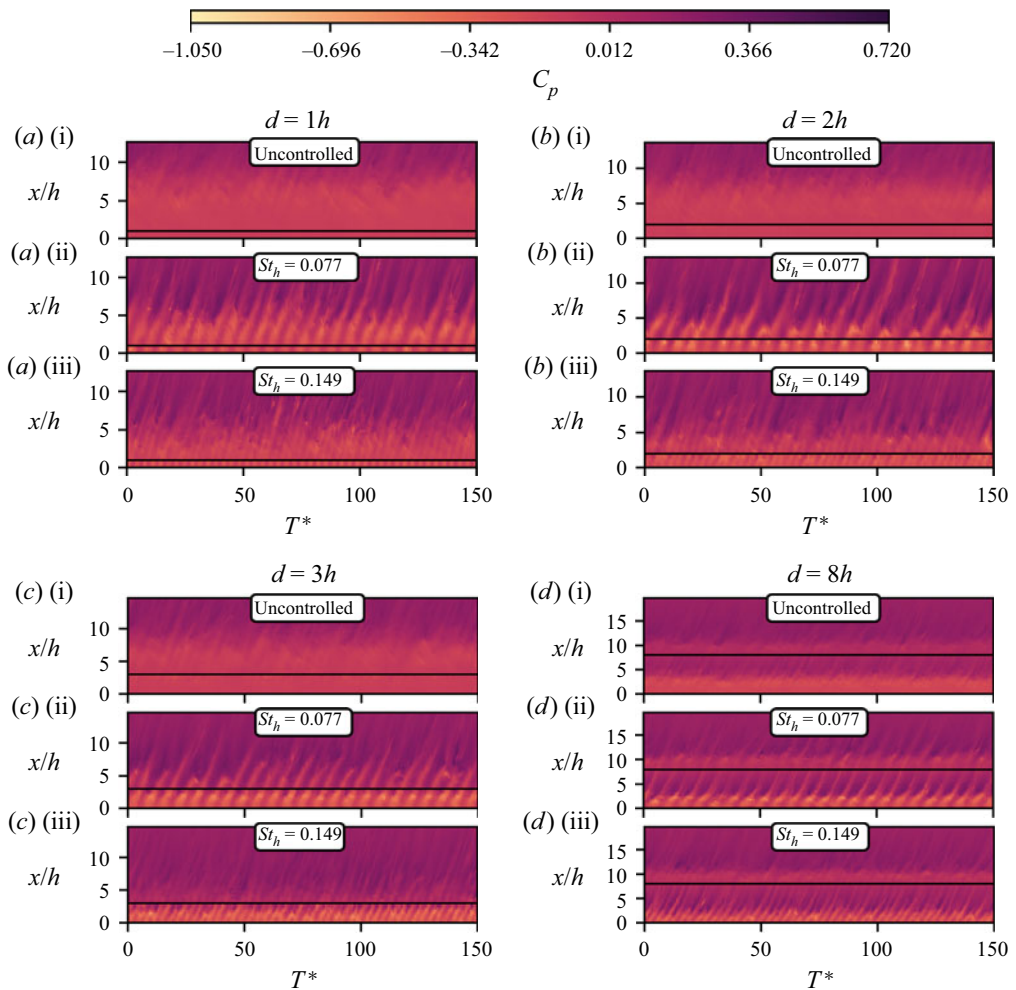 −1.050 −0.696 −0.342 0.012 0.366 0.720
C_p
d = 1h d = 2h
(a) (i) Uncontrolled (b) (i) Uncontrolled
10 10
x/h 5 x/h 5
0 0
(a) (ii) St_h = 0.077 (b) (ii) St_h = 0.077
10 10
x/h 5 x/h 5
0 0
(a) (iii) St_h = 0.149 (b) (iii) St_h = 0.149
10 10
x/h 5 x/h 5
0 0
0 50 100 150 0 50 100 150
T* T*
d = 3h d = 8h
(c) (i) Uncontrolled (d) (i) Uncontrolled
10 15
x/h 5 x/h 10
0 5
0
(c) (ii) St_h = 0.077 (d) (ii) St_h = 0.077
10 15
x/h 5 x/h 10
0 5
0
(c) (iii) St_h = 0.149 (d) (iii) St_h = 0.149
10 15
x/h 5 x/h 10
0 5
0
0 50 100 150 0 50 100 150
T* T*